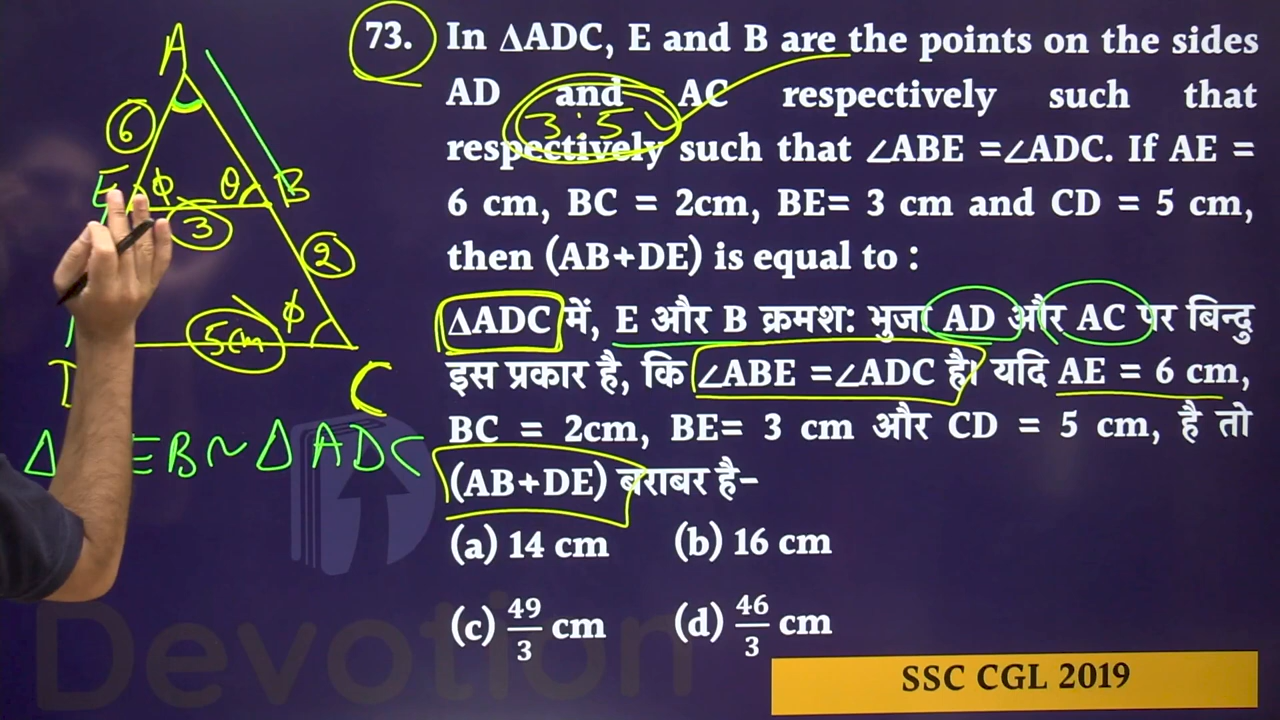 73. In ΔADC, E and B are the points on the sides
AD and AC respectively such that
3:5
respectively such that ∠ABE =∠ADC. If AE =
6 cm, BC = 2cm, BE= 3 cm and CD = 5 cm,
then (AB+DE) is equal to :
ΔADC में, E और B क्रमश: भुजा AD और AC पर बिन्दु
इस प्रकार है, कि ∠ABE =∠ADC है। यदि AE = 6 cm,
BC = 2cm, BE= 3 cm और CD = 5 cm, है तो
(AB+DE) बराबर है–
(a) 14 cm (b) 16 cm
(c) 49/3 cm (d) 46/3 cm
SSC CGL 2019
A
6
E ϕ θ B
3
2
5cm ϕ
C
Δ EB ~ Δ ADC
Devotion